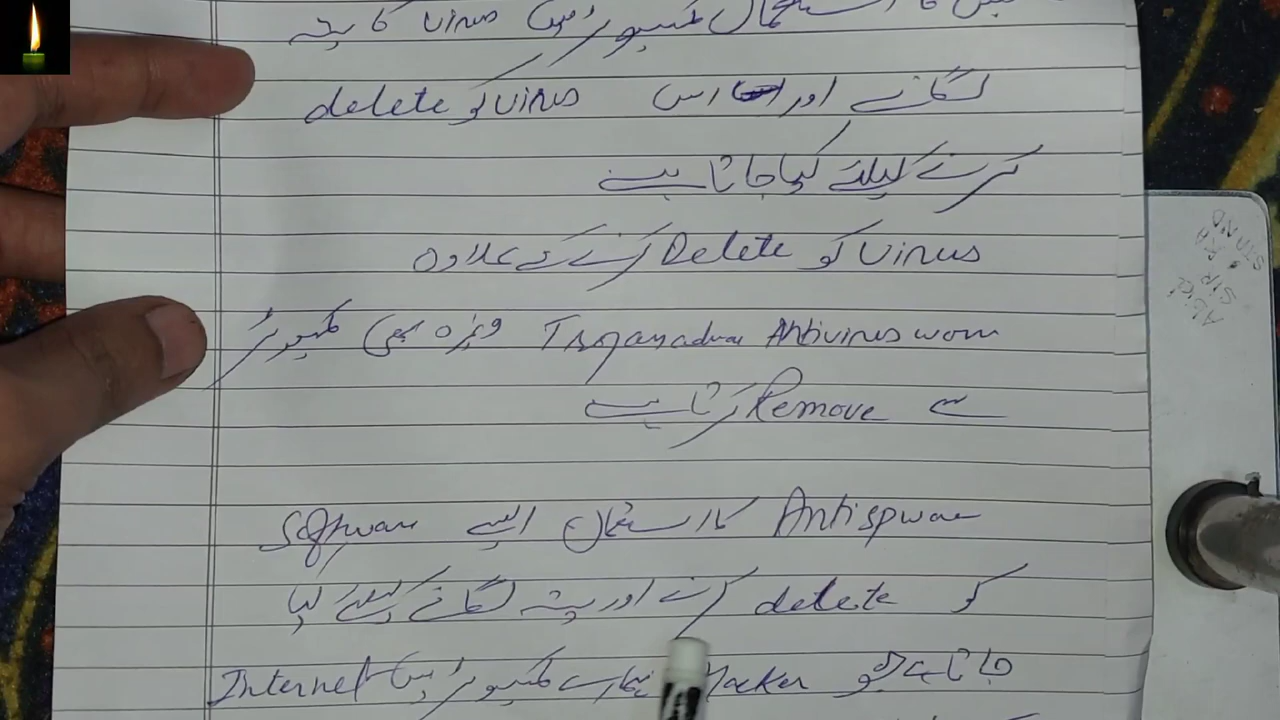 کا استعمال کمپیوٹر میں Virus کا پتہ
لگانے اور اس Virus کو delete
کرنے کیلئے کیا جاتا ہے
Virus کو Delete کرنے کے علاوہ
Antivirus worm وغیرہ بھی کمپیوٹر
سے Remove کرتا ہے
Antispware کا استعمال ایسے Software
کو delete کرنے اور پتہ لگانے کیلئے کیا
جاتا ہے جو Hacker ہمارے کمپیوٹر میں Internet